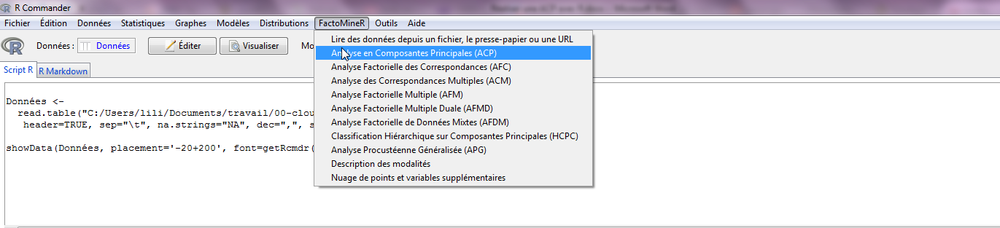 R Commander
Fichier Édition Données Statistiques Graphes Modèles Distributions FactoMineR Outils Aide
Données : Données Éditer Visualiser Mo
Lire des données depuis un fichier, le presse-papier ou une URL
Analyse en Composantes Principales (ACP)
Analyse Factorielle des Correspondances (AFC)
Analyse des Correspondances Multiples (ACM)
Analyse Factorielle Multiple (AFM)
Analyse Factorielle Multiple Duale (AFMD)
Analyse Factorielle de Données Mixtes (AFDM)
Classification Hiérarchique sur Composantes Principales (HCPC)
Analyse Procustéenne Généralisée (APG)
Description des modalités
Nuage de points et variables supplémentaires
Script R R Markdown
Données <-
read.table("C:/Users/lili/Documents/travail/00-clou
header=TRUE, sep="\t", na.strings="NA", dec=",", s
showData(Données, placement='-20+200', font=getRcmdr(